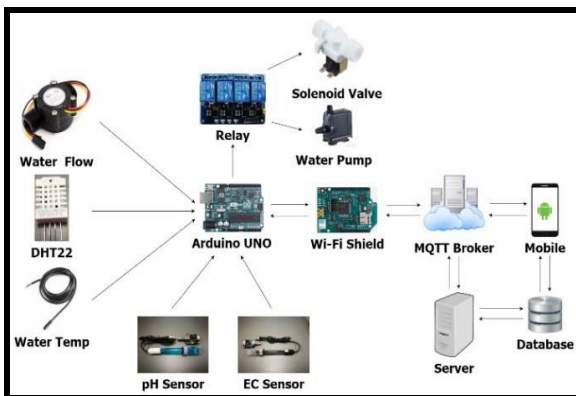 Solenoid Valve
Water Flow
Relay
Water Pump
DHT22
Arduino UNO
Wi-Fi Shield
MQTT Broker
Mobile
Water Temp
pH Sensor
EC Sensor
Server
Database